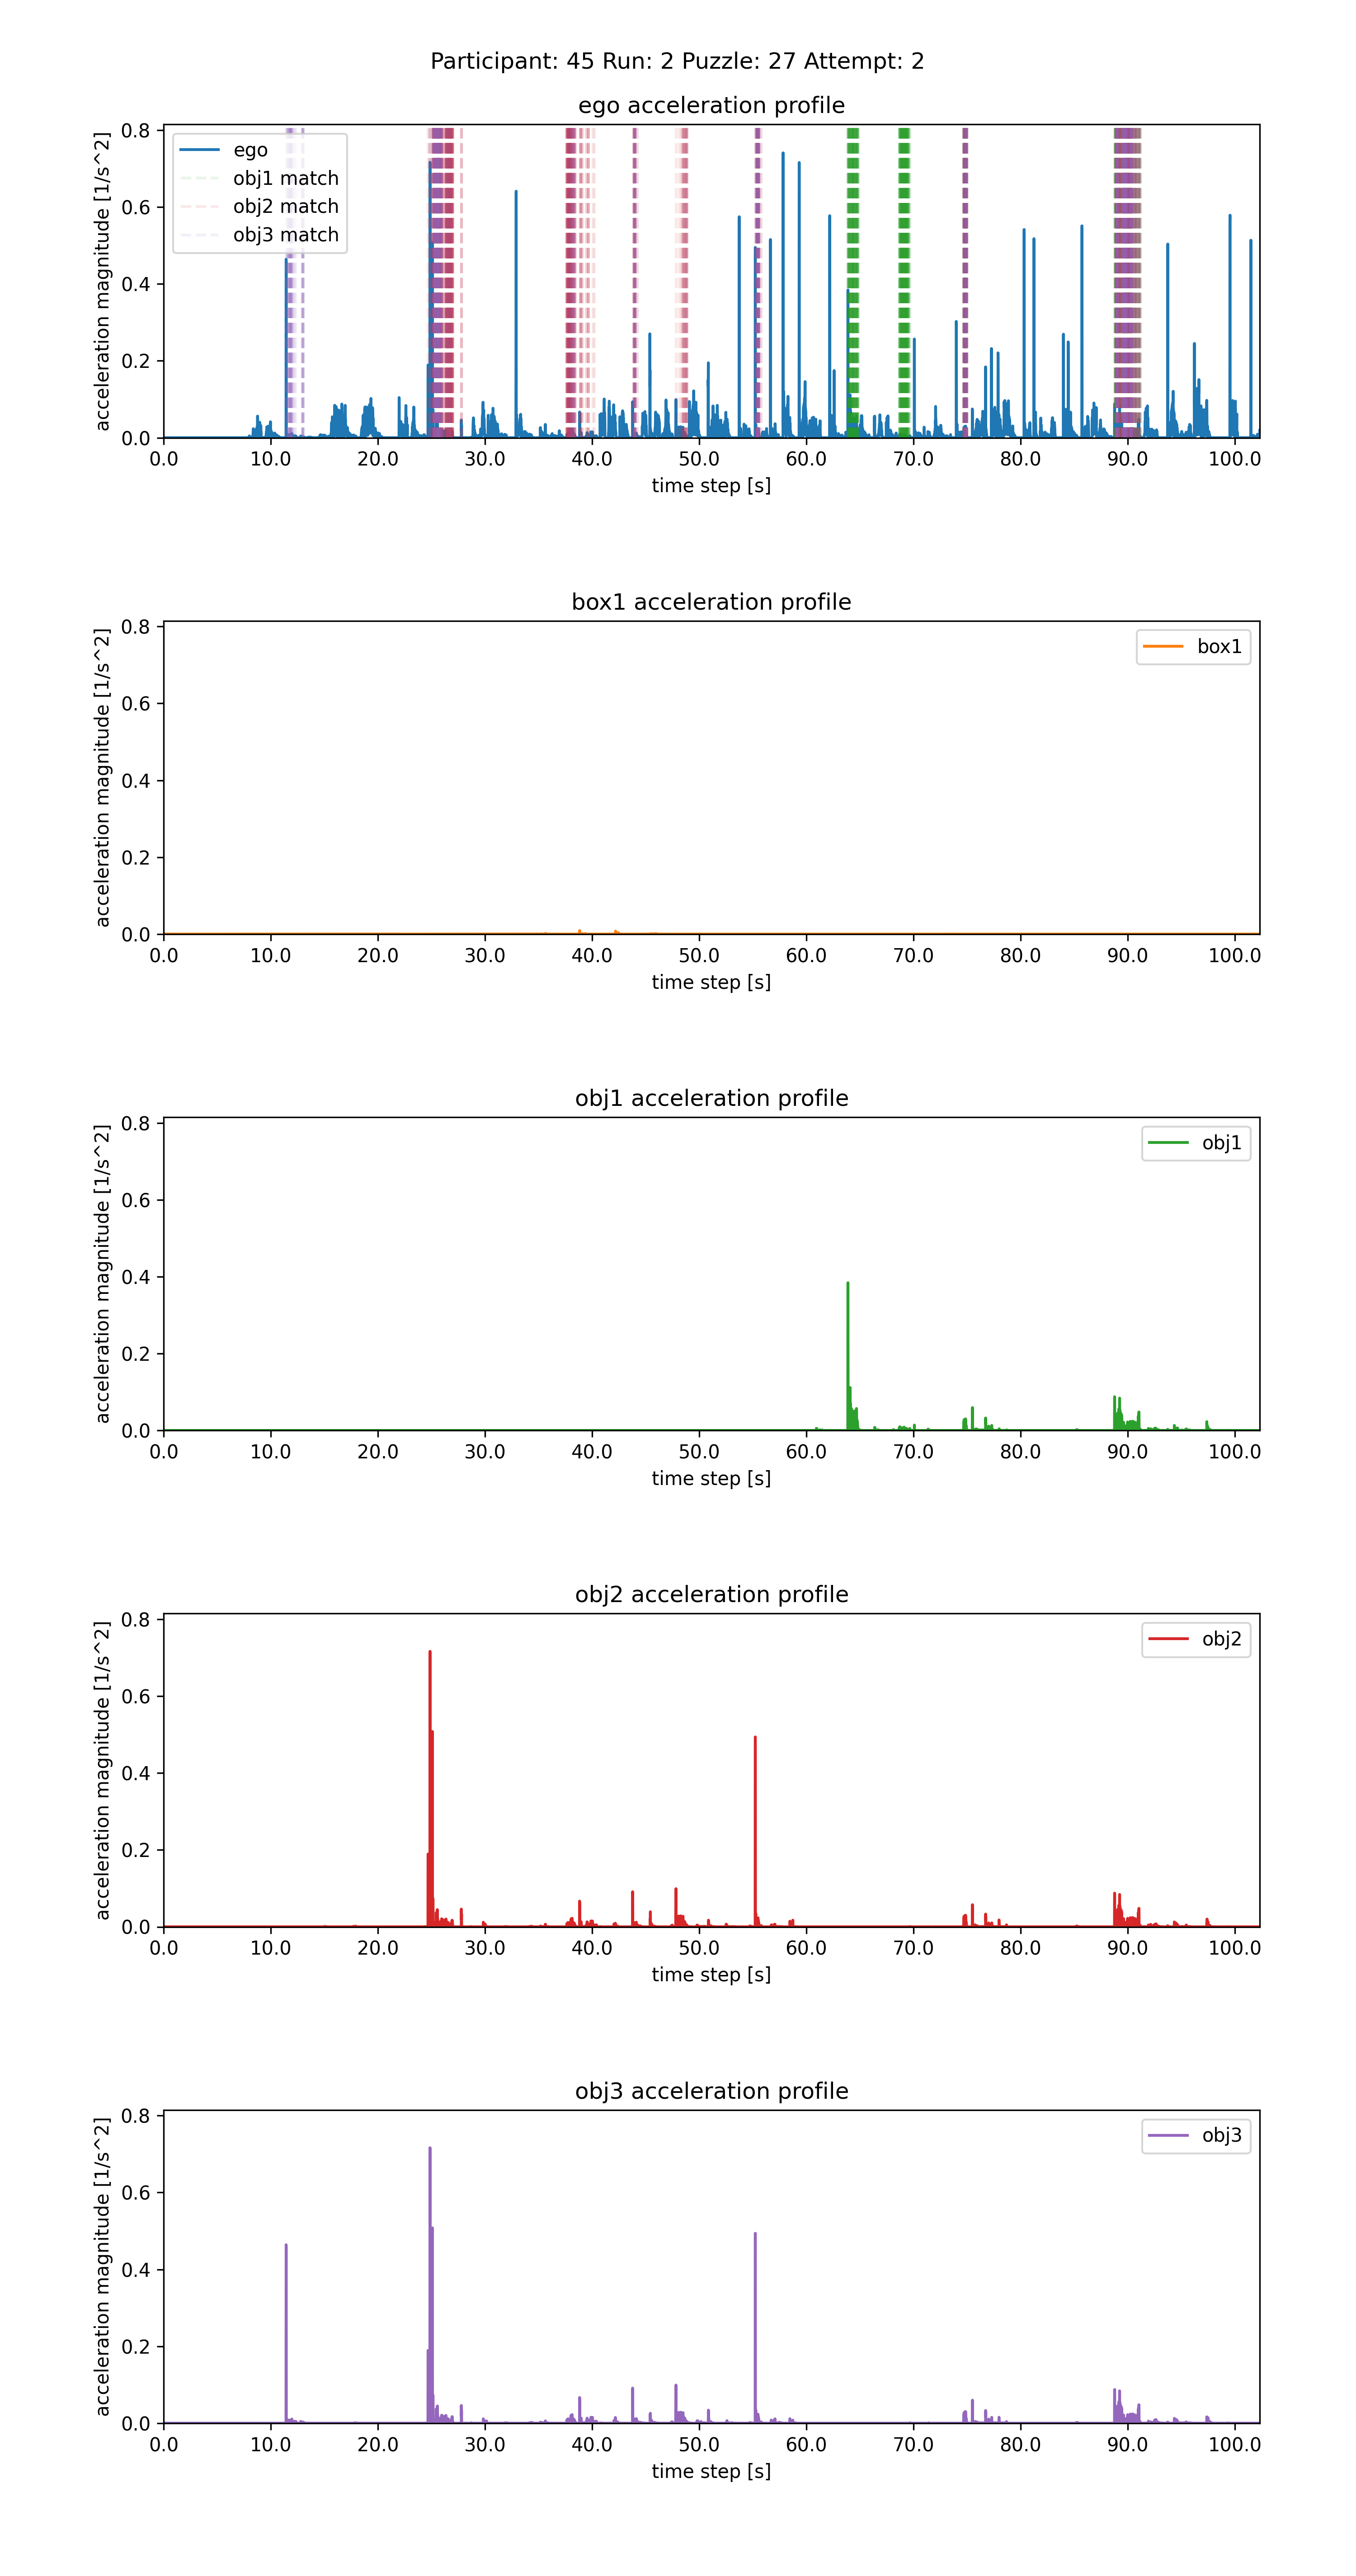 Participant: 45 Run: 2 Puzzle: 27 Attempt: 2
ego acceleration profile
acceleration magnitude [1/s^2]
0.8
0.6
0.4
0.2
0.0
ego
obj1 match
obj2 match
obj3 match
0.0 10.0 20.0 30.0 40.0 50.0 60.0 70.0 80.0 90.0 100.0
time step [s]
box1 acceleration profile
acceleration magnitude [1/s^2]
0.8
0.6
0.4
0.2
0.0
box1
0.0 10.0 20.0 30.0 40.0 50.0 60.0 70.0 80.0 90.0 100.0
time step [s]
obj1 acceleration profile
acceleration magnitude [1/s^2]
0.8
0.6
0.4
0.2
0.0
obj1
0.0 10.0 20.0 30.0 40.0 50.0 60.0 70.0 80.0 90.0 100.0
time step [s]
obj2 acceleration profile
acceleration magnitude [1/s^2]
0.8
0.6
0.4
0.2
0.0
obj2
0.0 10.0 20.0 30.0 40.0 50.0 60.0 70.0 80.0 90.0 100.0
time step [s]
obj3 acceleration profile
acceleration magnitude [1/s^2]
0.8
0.6
0.4
0.2
0.0
obj3
0.0 10.0 20.0 30.0 40.0 50.0 60.0 70.0 80.0 90.0 100.0
time step [s]